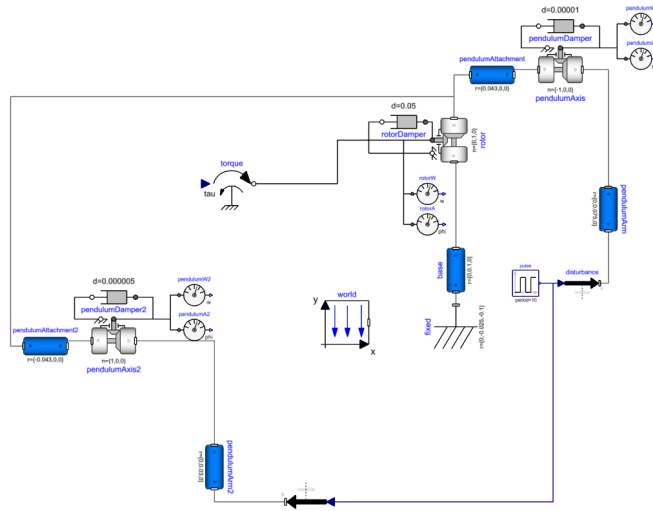 d=0.00001
pendumDamper
pendulumAttachment
r={0.043,0,0}
n={-1,0,0}
pendulumAxis
d=0.05
rotorDamper
n={0,1,0}
rotor
torque
tau
rotorW
w
rotorA
phi
r={0,0.075,0}
pendulumArm
base
r={0,0.1,0}
pulse
period=10
disturbance
d=0.000005
pendulumDamper2
pendulumW2
w
pendulumA2
phi
world
y
x
fixed
r={0,-0.025,-0.1}
pendulumAttachment2
r={-0.043,0,0}
n={1,0,0}
pendulumAxis2
pendulumArm2